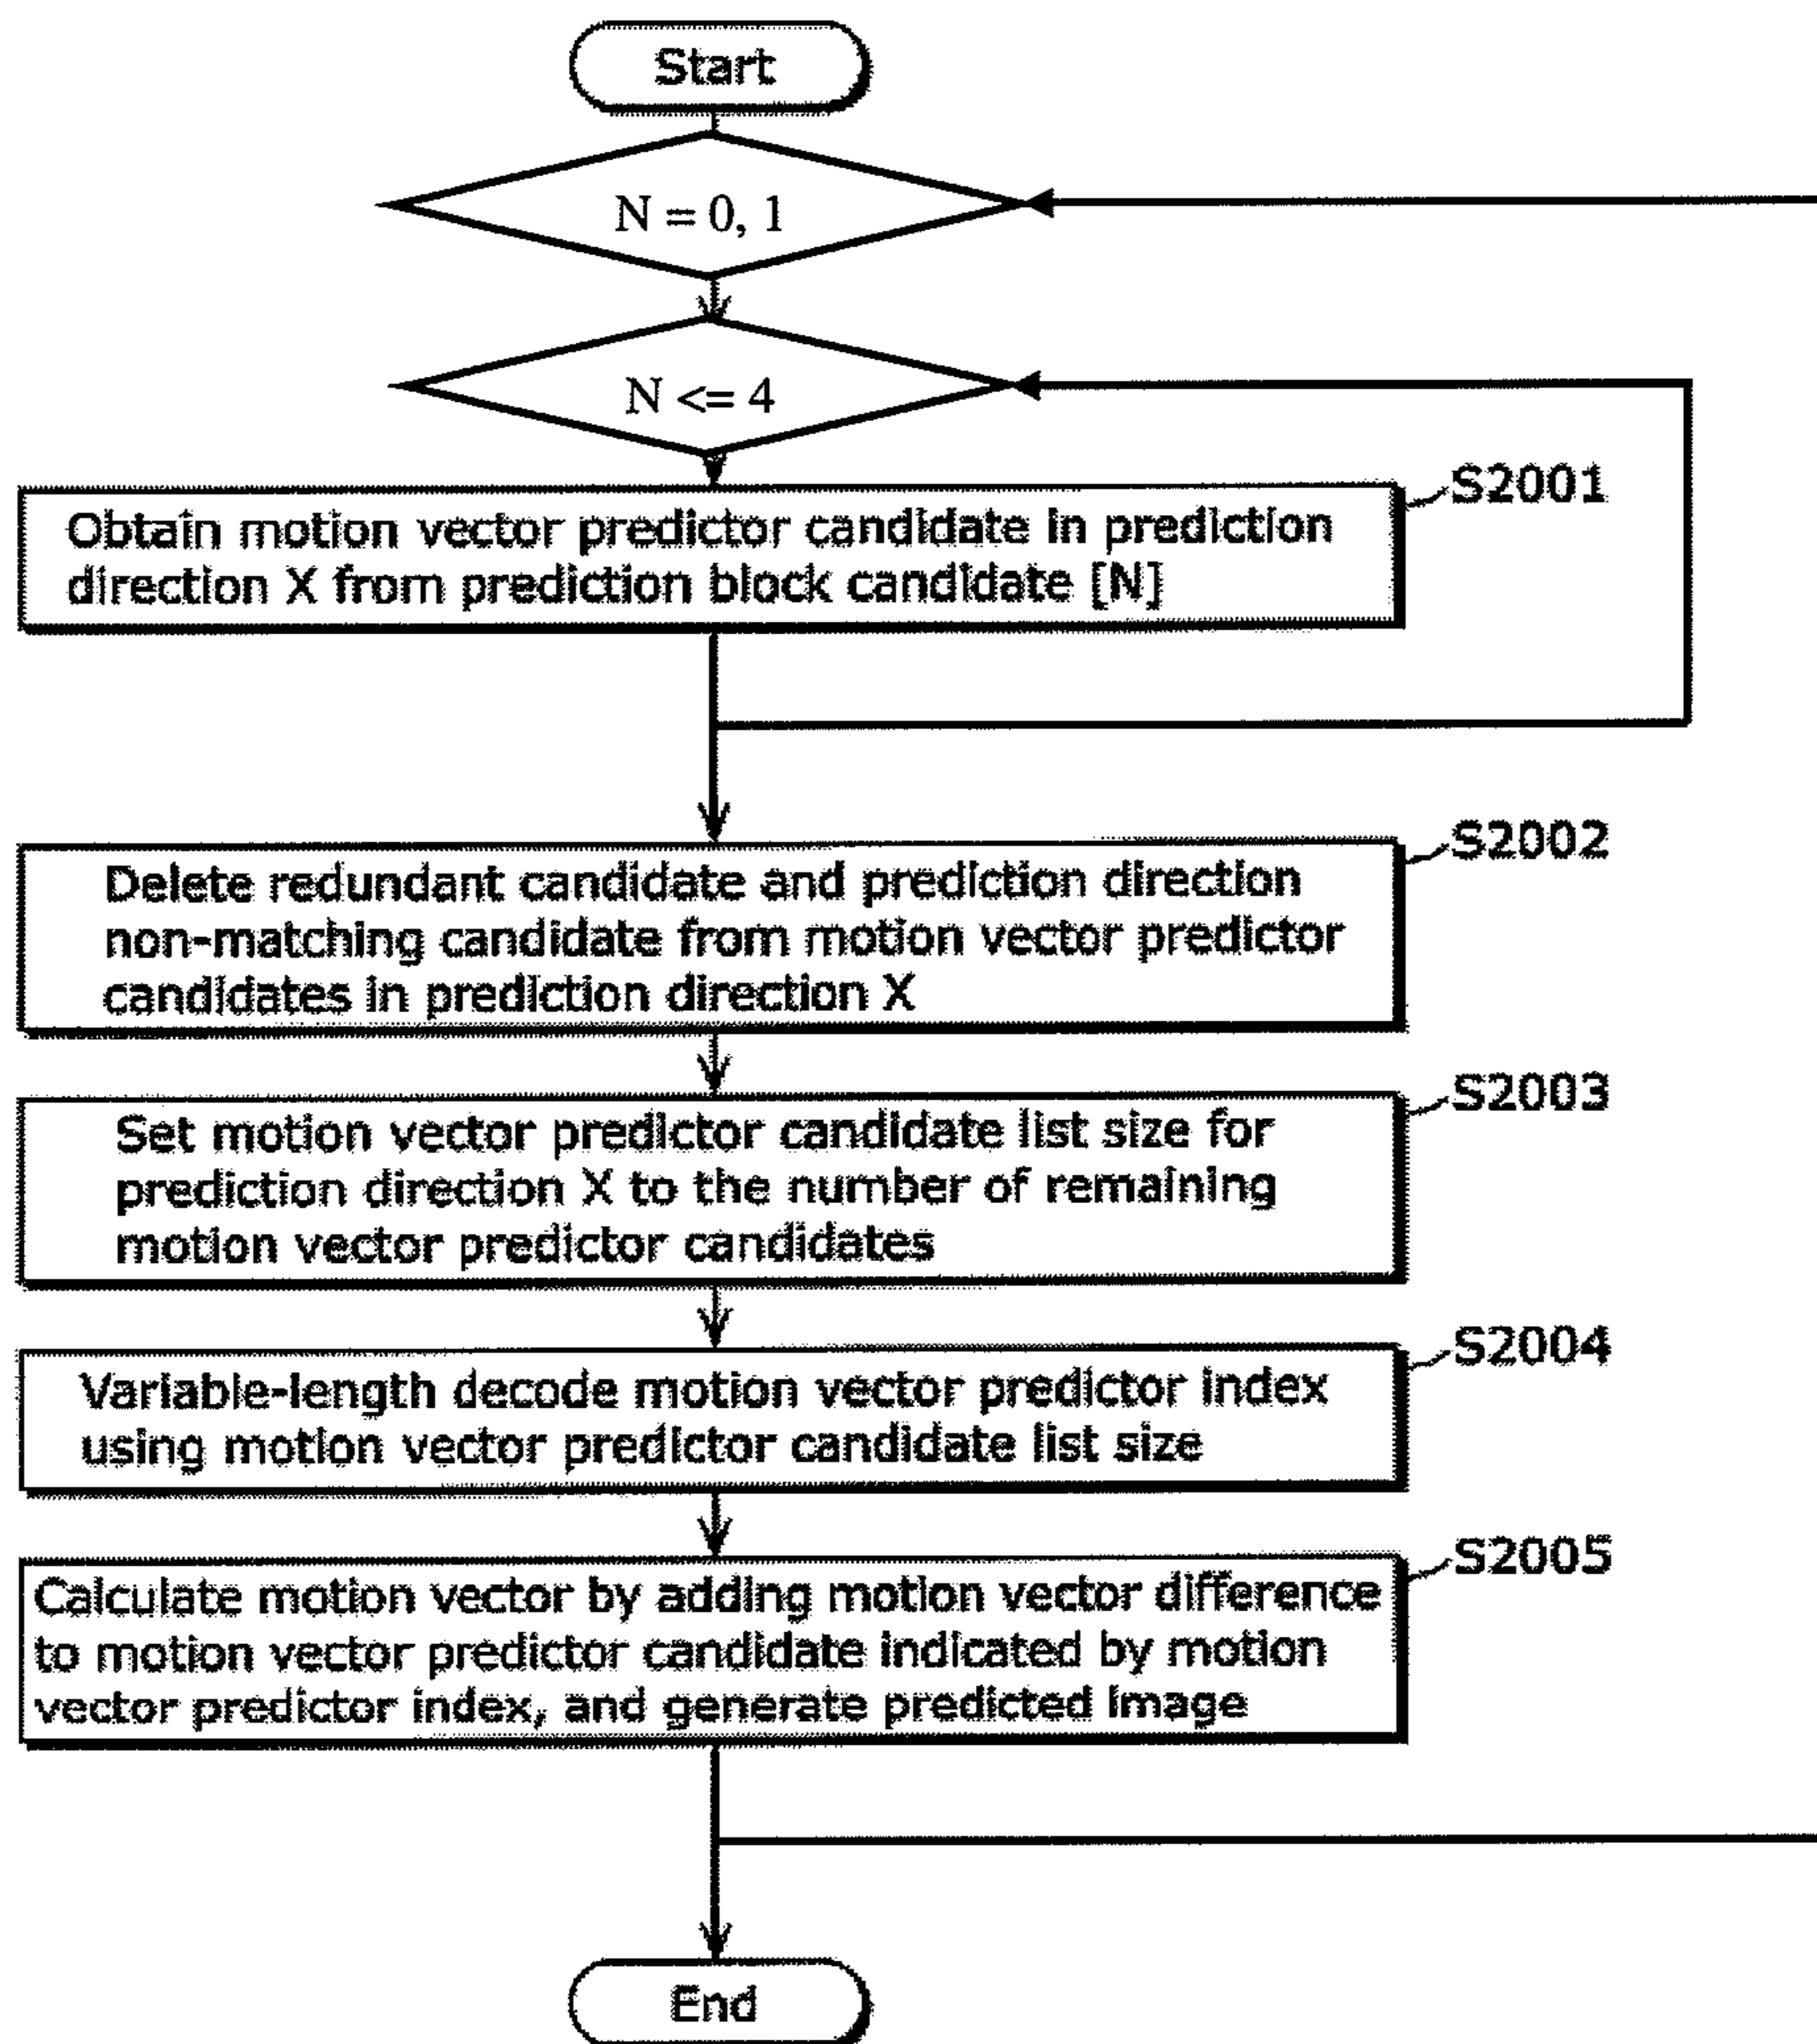 Start
N = 0, 1
N <= 4
S2001
Obtain motion vector predictor candidate in prediction
direction X from prediction block candidate [N]
S2002
Delete redundant candidate and prediction direction
non-matching candidate from motion vector predictor
candidates in prediction direction X
S2003
Set motion vector predictor candidate list size for
prediction direction X to the number of remaining
motion vector predictor candidates
S2004
Variable-length decode motion vector predictor index
using motion vector predictor candidate list size
S2005
Calculate motion vector by adding motion vector difference
to motion vector predictor candidate indicated by motion
vector predictor index, and generate predicted image
End